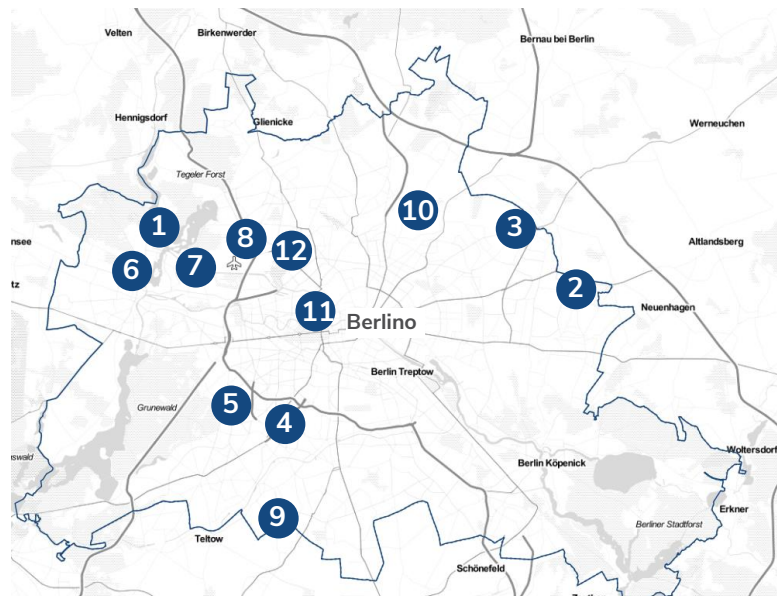 Velten
Birkenwerder
Bernau bei Berlin
Hennigsdorf
Glienicke
Werneuchen
Tegeler Forst
10
1
3
8
12
nsee
Altlandsberg
6
7
tz
2
Neuenhagen
11
Berlino
Berlin Treptow
Grunewald
5
4
nswald
Woltersdorf
Berlin Köpenick
9
Erkner
Berliner Stadtforst
Teltow
Schönefeld